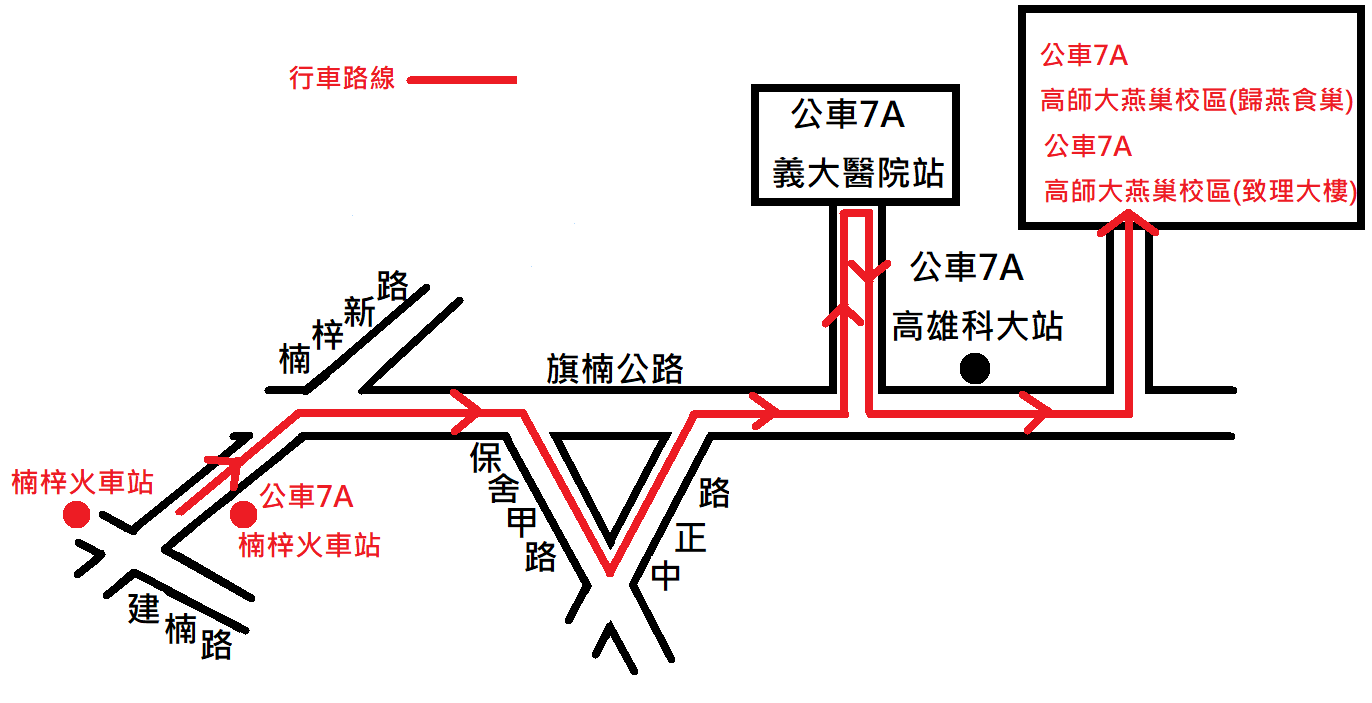 行車路線
公車7A
高師大燕巢校區(歸燕食巢)
公車7A
高師大燕巢校區(致理大樓)
公車7A
義大醫院站
公車7A
高雄科大站
楠梓新路
旗楠公路
保舍甲路
路正中
楠梓火車站
公車7A
楠梓火車站
建楠路